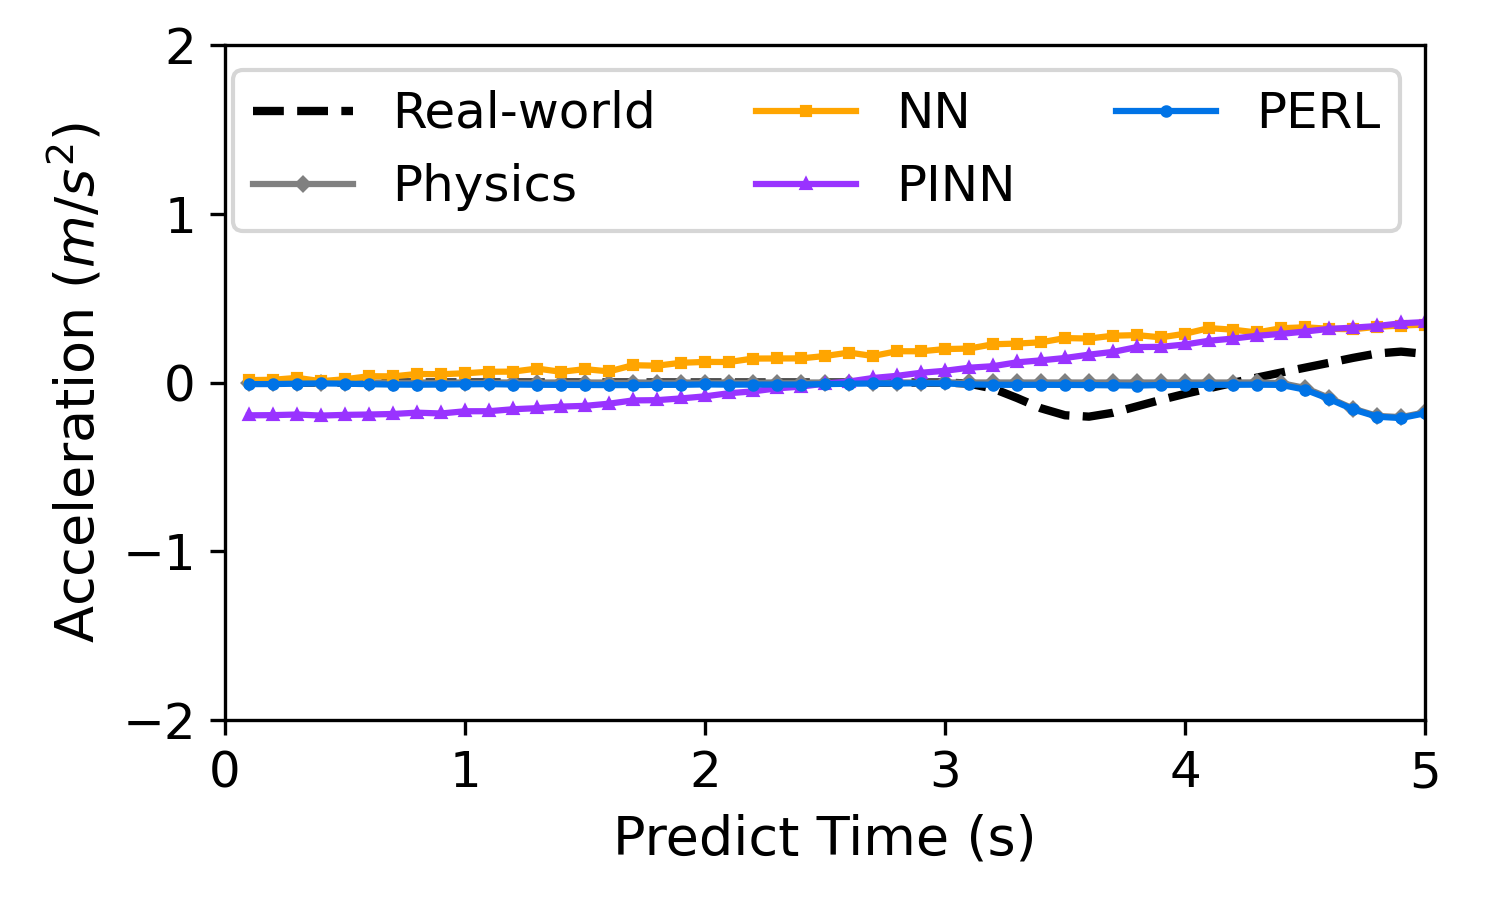 2
1
0
−1
−2
Acceleration (m/s²)
Real-world
Physics
NN
PINN
PERL
0 1 2 3 4 5
Predict Time (s)